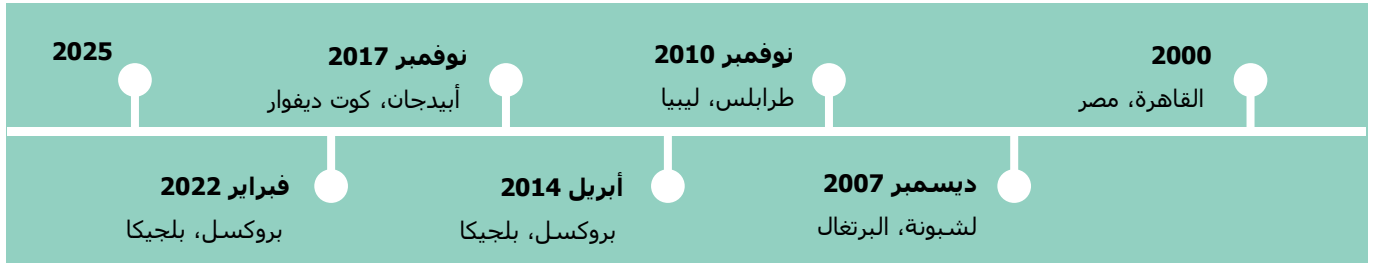 2000
القاهرة، مصر
ديسمبر 2007
لشبونة، البرتغال
نوفمبر 2010
طرابلس، ليبيا
أبريل 2014
بروكسل، بلجيكا
نوفمبر 2017
أبيدجان، كوت ديفوار
فبراير 2022
بروكسل، بلجيكا
2025